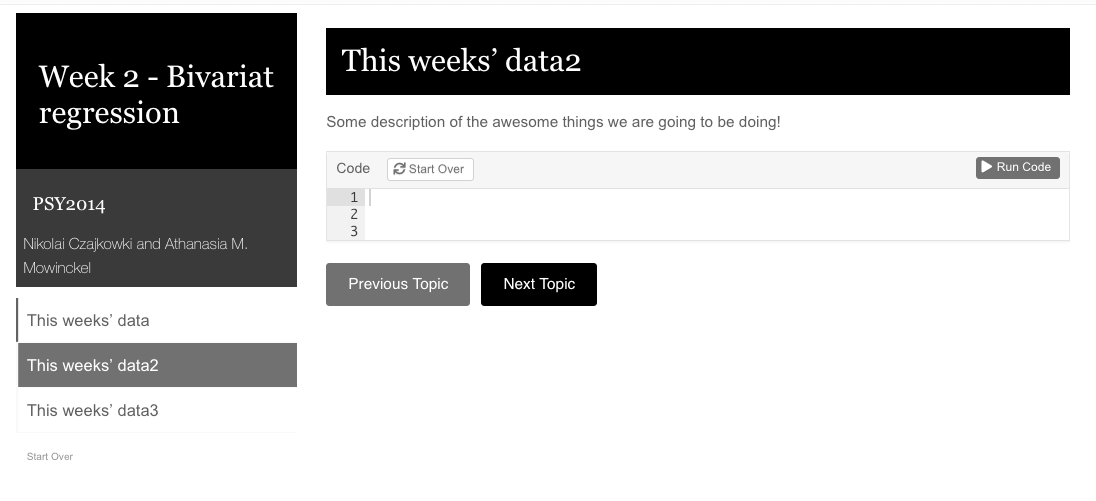 Week 2 - Bivariat
regression
PSY2014
Nikolai Czajkowki and Athanasia M.
Mowinckel
This weeks’ data
This weeks’ data2
This weeks’ data3
Start Over
This weeks’ data2
Some description of the awesome things we are going to be doing!
Code Start Over Run Code
1
2
3
Previous Topic Next Topic